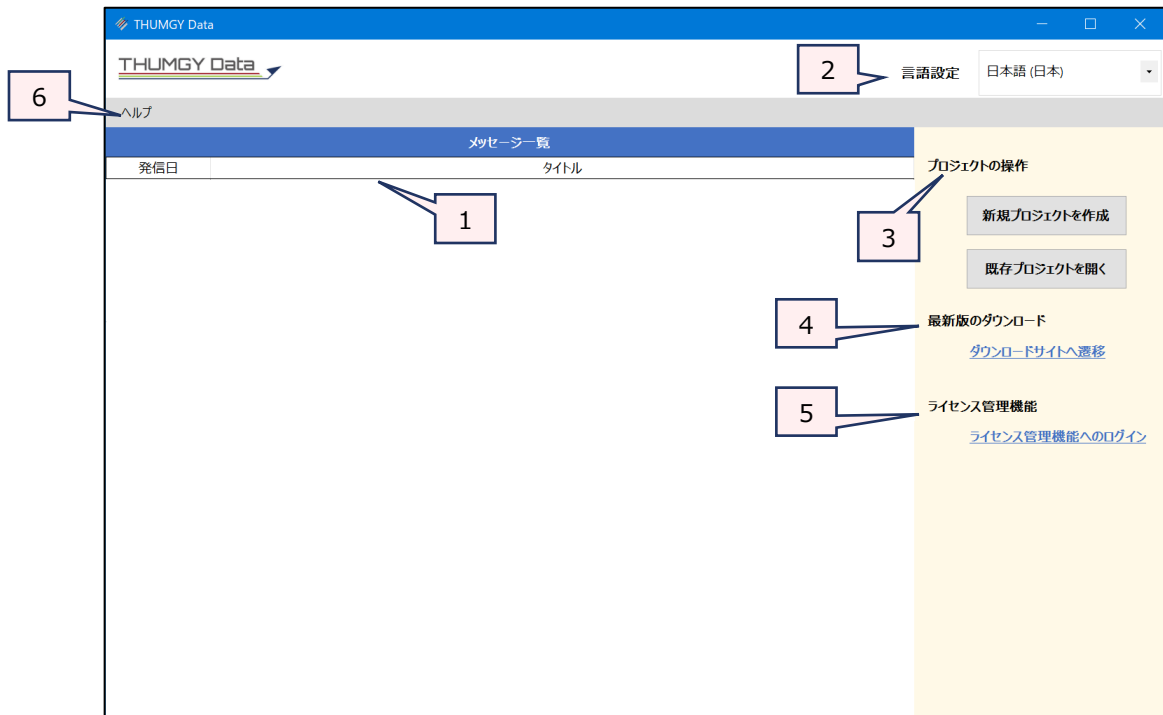 THUMGY Data
THUMGY Data
2
言語設定
日本語 (日本)
6
ヘルプ
メッセージ一覧
発信日
タイトル
1
プロジェクトの操作
3
新規プロジェクトを作成
既存プロジェクトを開く
4
最新版のダウンロード
ダウンロードサイトへ遷移
5
ライセンス管理機能
ライセンス管理機能へのログイン